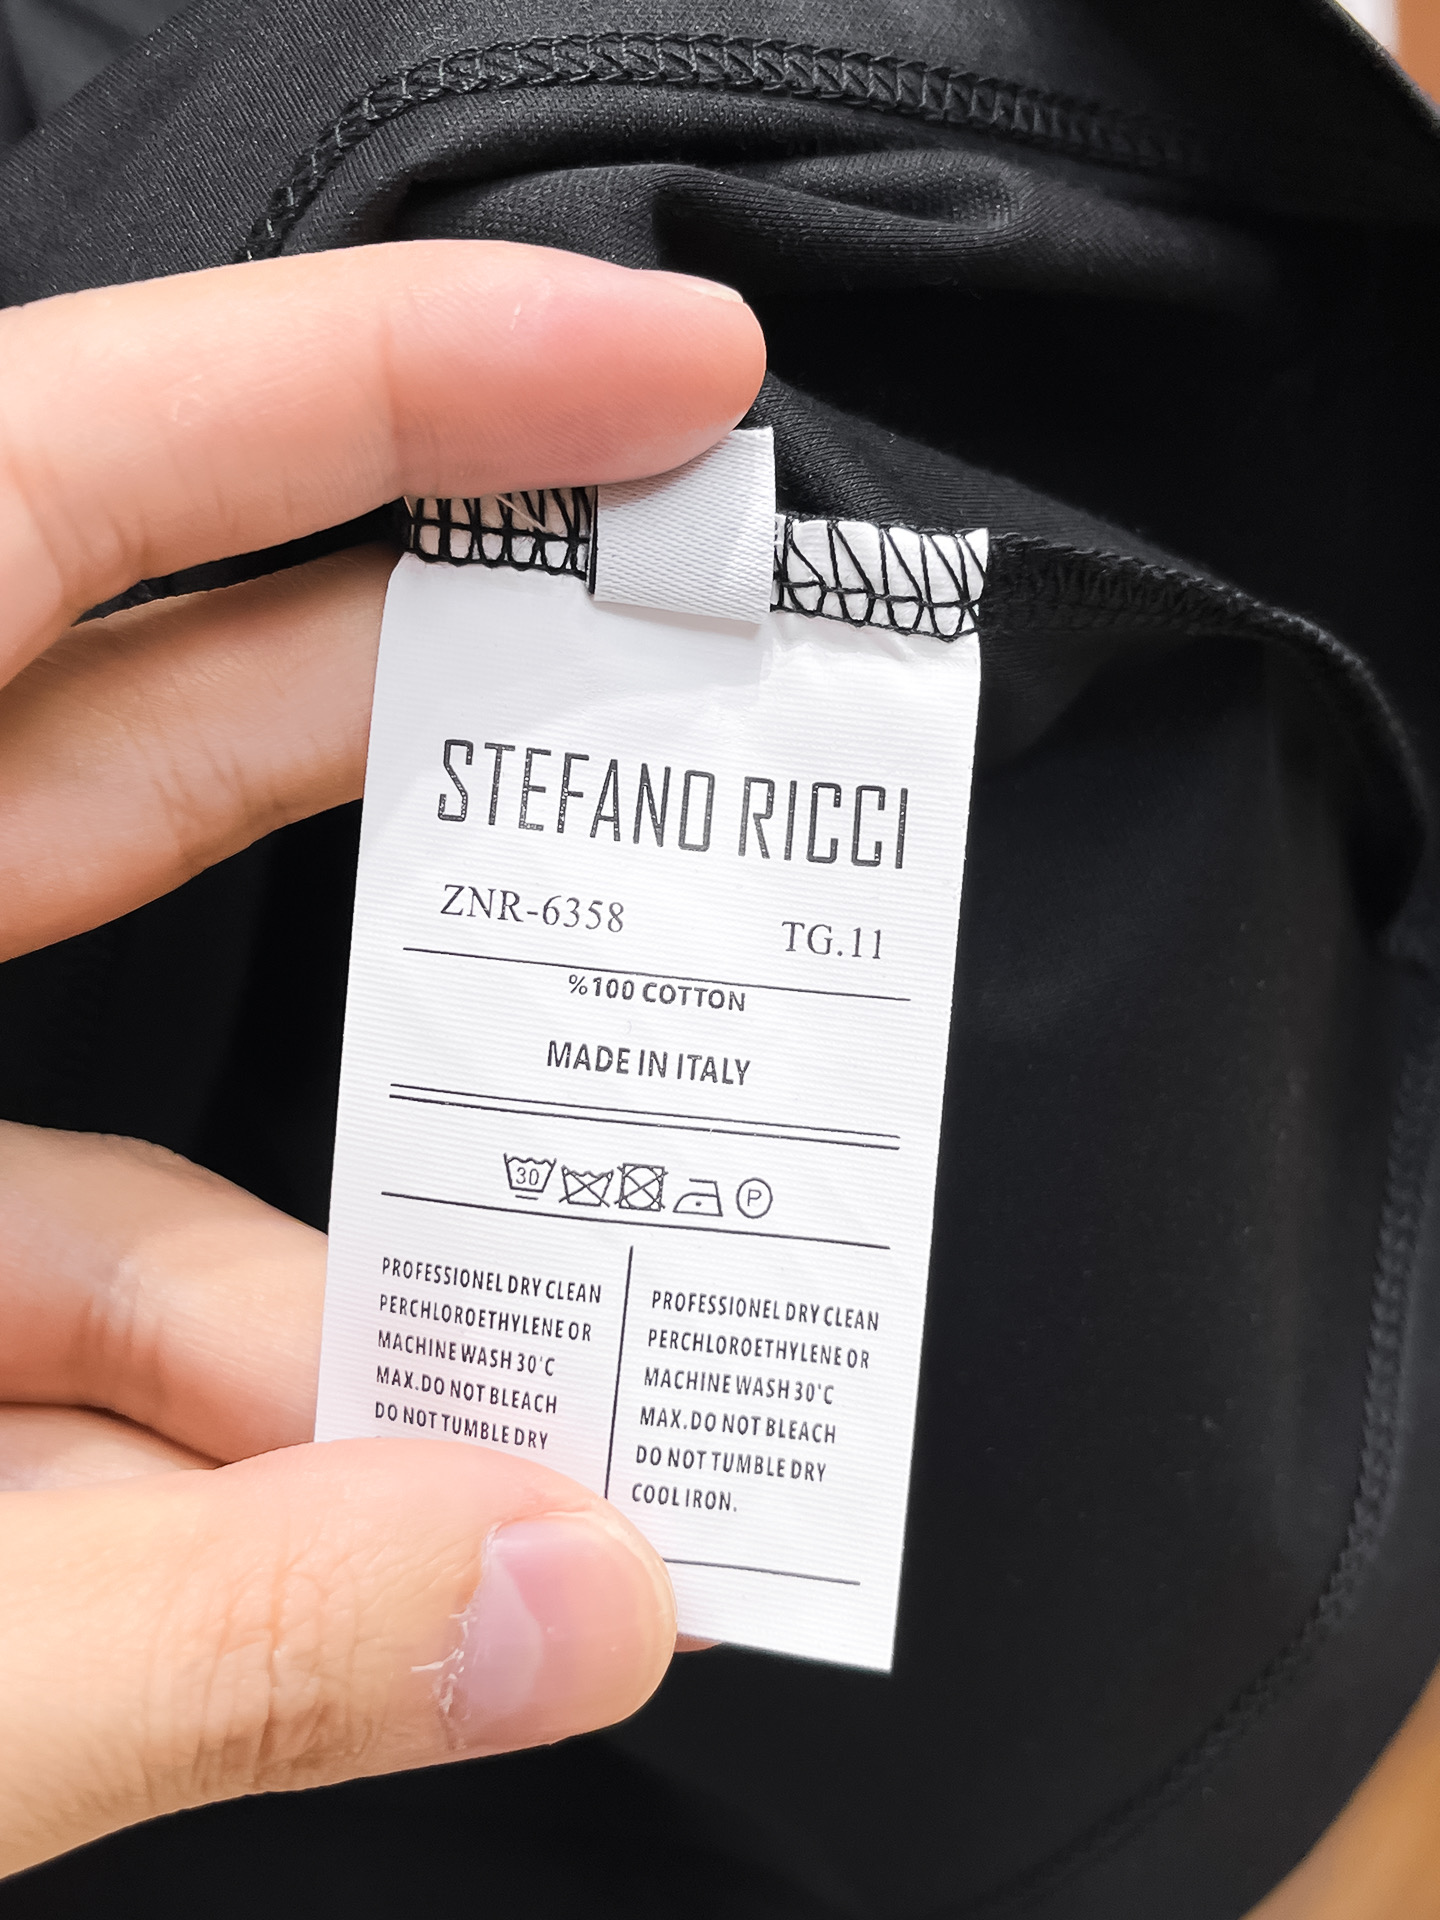 STEFANO RICCI
ZNR-6358 TG.11
%100 COTTON
MADE IN ITALY
30 P
PROFESSIONEL DRY CLEAN
PERCHLOROETHYLENE OR
MACHINE WASH 30°C
MAX.DO NOT BLEACH
DO NOT TUMBLE DRY
PROFESSIONEL DRY CLEAN
PERCHLOROETHYLENE OR
MACHINE WASH 30°C
MAX.DO NOT BLEACH
DO NOT TUMBLE DRY
COOL IRON.